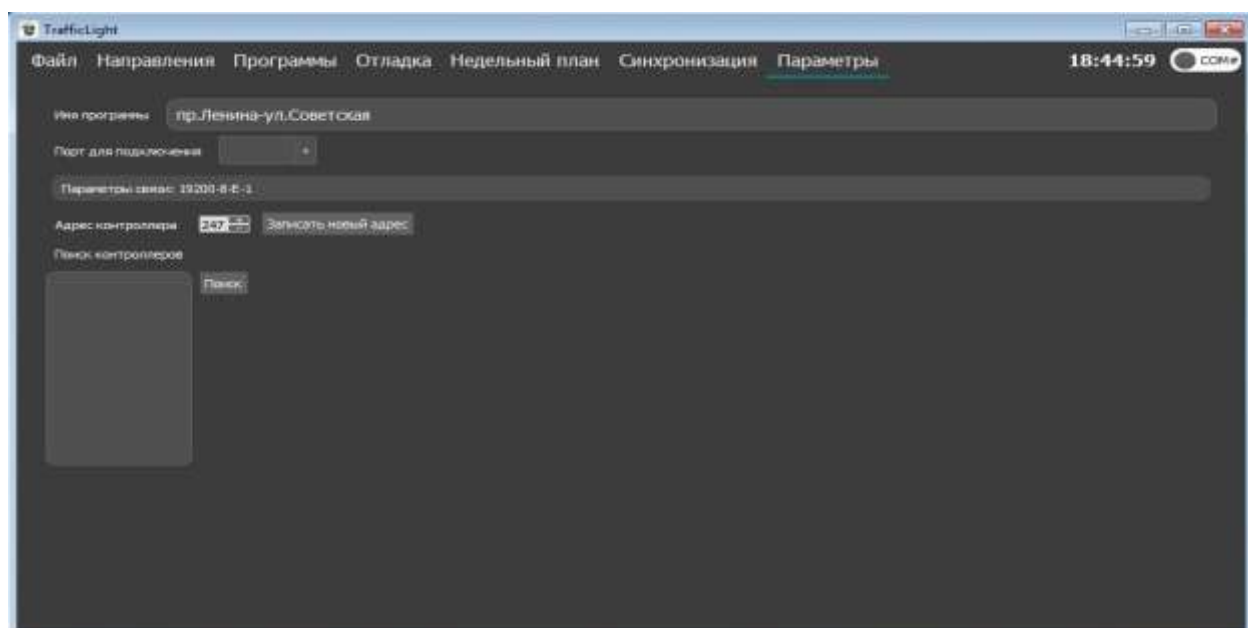 TrafficLight
Файл Направления Программы Отладка Недельный план Синхронизация Параметры 18:44:59 COM#
Имя программы пр.Ленина-ул.Советская
Порт для подключения
Параметры связи: 19200-8-E-1
Адрес контроллера 247 Записать новый адрес
Поиск контроллеров
Поиск